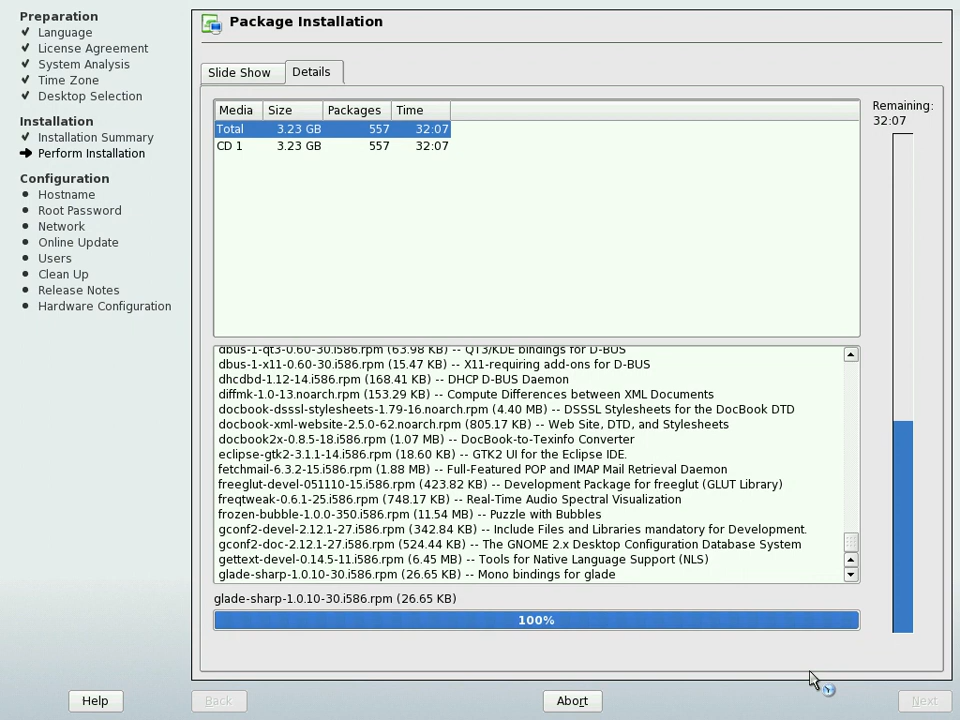 Preparation
Language
License Agreement
System Analysis
Time Zone
Desktop Selection
Installation
Installation Summary
Perform Installation
Configuration
Hostname
Root Password
Network
Online Update
Users
Clean Up
Release Notes
Hardware Configuration
Package Installation
Slide Show Details
Media Size Packages Time
Total 3.23 GB 557 32:07
CD 1 3.23 GB 557 32:07
Remaining:
32:07
dbus-1-qt3-0.60-30.i586.rpm (63.98 KB) -- QT3/KDE bindings for D-BUS
dbus-1-x11-0.60-30.i586.rpm (15.47 KB) -- X11-requiring add-ons for D-BUS
dhcdbd-1.12-14.i586.rpm (168.41 KB) -- DHCP D-BUS Daemon
diffmk-1.0-13.noarch.rpm (153.29 KB) -- Compute Differences between XML Documents
docbook-dsssl-stylesheets-1.79-16.noarch.rpm (4.40 MB) -- DSSSL Stylesheets for the DocBook DTD
docbook-xml-website-2.5.0-62.noarch.rpm (805.17 KB) -- Web Site, DTD, and Stylesheets
docbook2x-0.8.5-18.i586.rpm (1.07 MB) -- DocBook-to-Texinfo Converter
eclipse-gtk2-3.1.1-14.i586.rpm (18.60 KB) -- GTK2 UI for the Eclipse IDE.
fetchmail-6.3.2-15.i586.rpm (1.88 MB) -- Full-Featured POP and IMAP Mail Retrieval Daemon
freeglut-devel-051110-15.i586.rpm (423.82 KB) -- Development Package for freeglut (GLUT Library)
freqtweak-0.6.1-25.i586.rpm (748.17 KB) -- Real-Time Audio Spectral Visualization
frozen-bubble-1.0.0-350.i586.rpm (11.54 MB) -- Puzzle with Bubbles
gconf2-devel-2.12.1-27.i586.rpm (342.84 KB) -- Include Files and Libraries mandatory for Development.
gconf2-doc-2.12.1-27.i586.rpm (524.44 KB) -- The GNOME 2.x Desktop Configuration Database System
gettext-devel-0.14.5-11.i586.rpm (6.45 MB) -- Tools for Native Language Support (NLS)
glade-sharp-1.0.10-30.i586.rpm (26.65 KB) -- Mono bindings for glade
glade-sharp-1.0.10-30.i586.rpm (26.65 KB)
100%
Help Back Abort Next